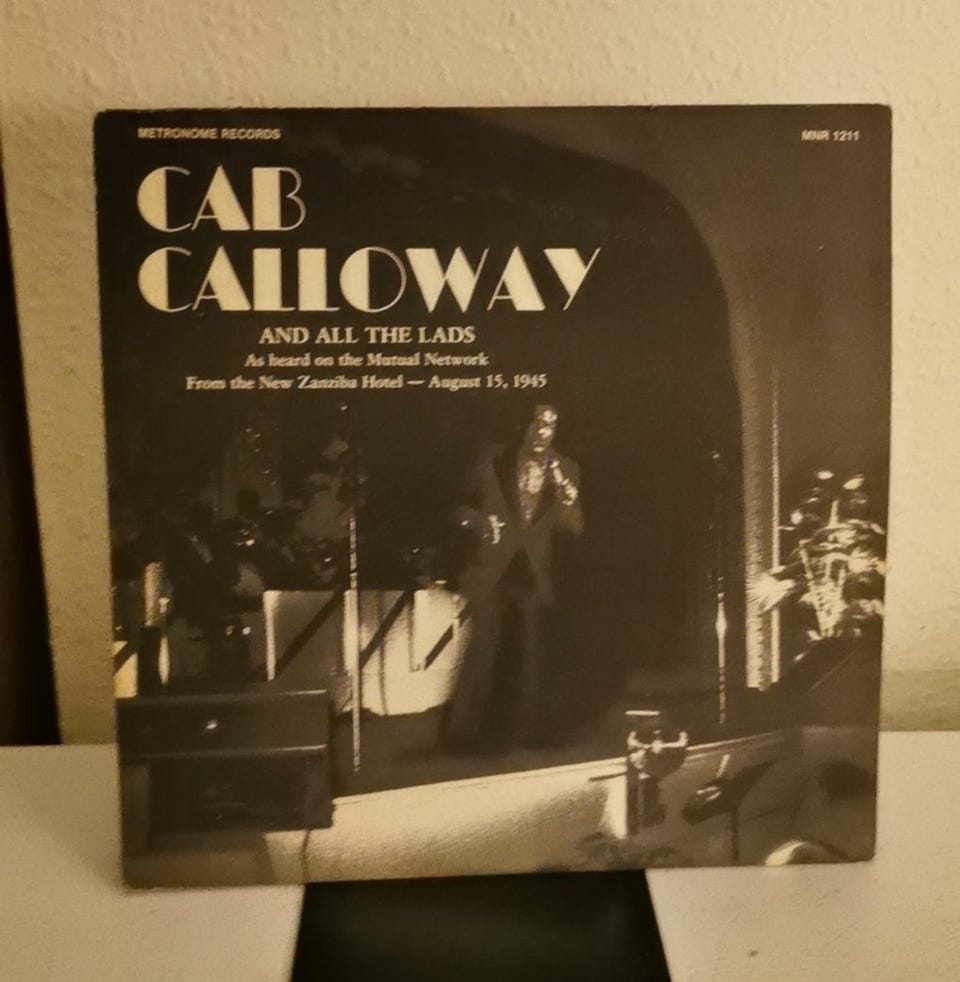 METRONOME RECORDS
MNR 1211
CAB
CALLOWAY
AND ALL THE LADS
As heard on the Mutual Network
From the New Zanziba Hotel — August 15, 1945